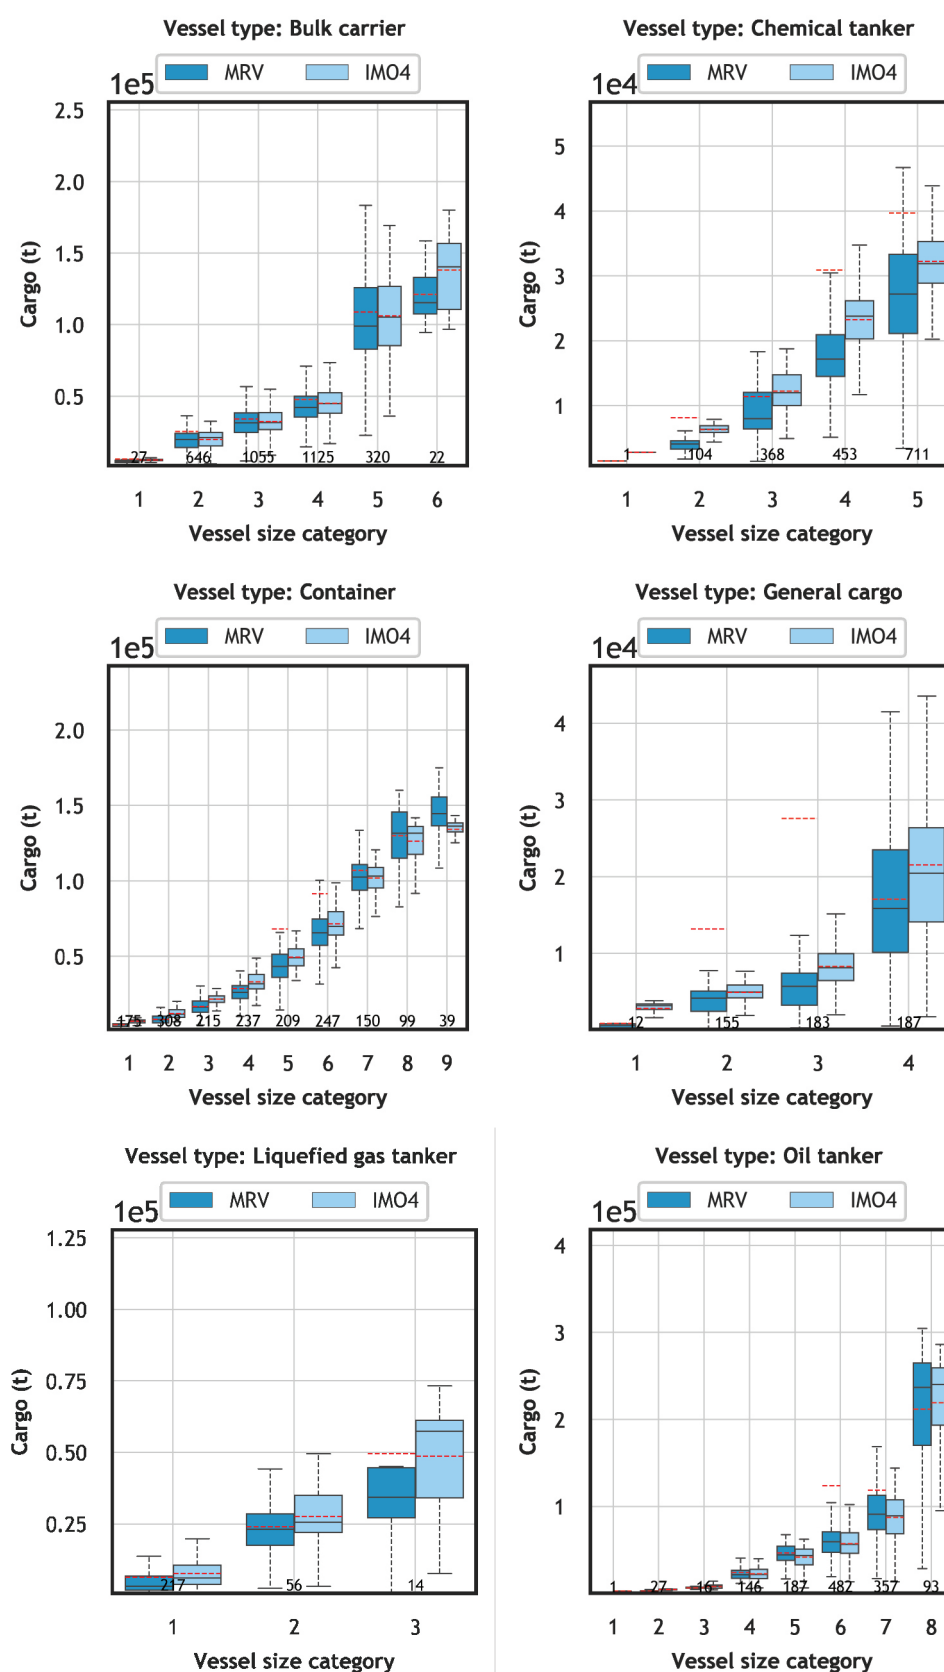 Vessel type: Bulk carrier
MRV IMO4
1e5
2.5
2.0
1.5
1.0
0.5
Cargo (t)
27 646 1055 1125 320 22
1 2 3 4 5 6
Vessel size category
Vessel type: Chemical tanker
MRV IMO4
1e4
5
4
3
2
1
Cargo (t)
1 104 368 453 711
1 2 3 4 5
Vessel size category
Vessel type: Container
MRV IMO4
1e5
2.0
1.5
1.0
0.5
Cargo (t)
175 308 215 237 209 247 150 99 39
1 2 3 4 5 6 7 8 9
Vessel size category
Vessel type: General cargo
MRV IMO4
1e4
4
3
2
1
Cargo (t)
12 155 183 187
1 2 3 4
Vessel size category
Vessel type: Liquefied gas tanker
MRV IMO4
1e5
1.25
1.00
0.75
0.50
0.25
Cargo (t)
217 56 14
1 2 3
Vessel size category
Vessel type: Oil tanker
MRV IMO4
1e5
4
3
2
1
Cargo (t)
1 27 16 146 187 482 357 93
1 2 3 4 5 6 7 8
Vessel size category